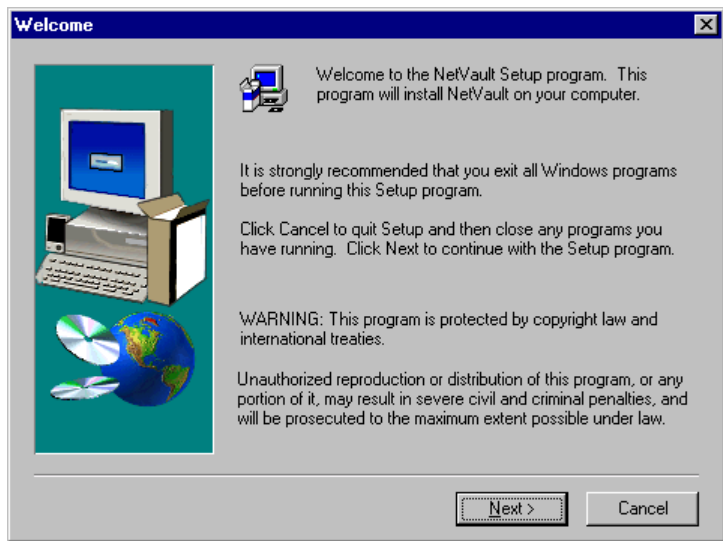 Welcome
Welcome to the NetVault Setup program. This
program will install NetVault on your computer.
It is strongly recommended that you exit all Windows programs
before running this Setup program.
Click Cancel to quit Setup and then close any programs you
have running. Click Next to continue with the Setup program.
WARNING: This program is protected by copyright law and
international treaties.
Unauthorized reproduction or distribution of this program, or any
portion of it, may result in severe civil and criminal penalties, and
will be prosecuted to the maximum extent possible under law.
Next > Cancel